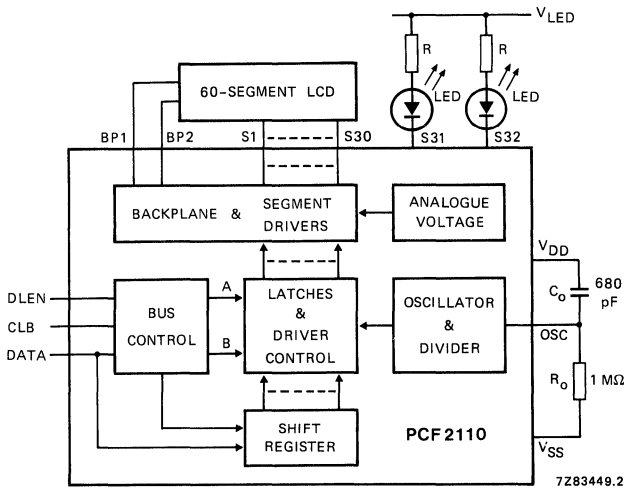 V_LED
R
R
LED
LED
60-SEGMENT LCD
BP1
BP2
S1
S30
S31
S32
BACKPLANE & SEGMENT
DRIVERS
ANALOGUE
VOLTAGE
V_DD
C_o
680
pF
DLEN
CLB
DATA
BUS
CONTROL
A
B
LATCHES
&
DRIVER
CONTROL
OSCILLATOR
&
DIVIDER
OSC
R_o
1 MΩ
SHIFT
REGISTER
PCF2110
V_SS
7Z83449.2